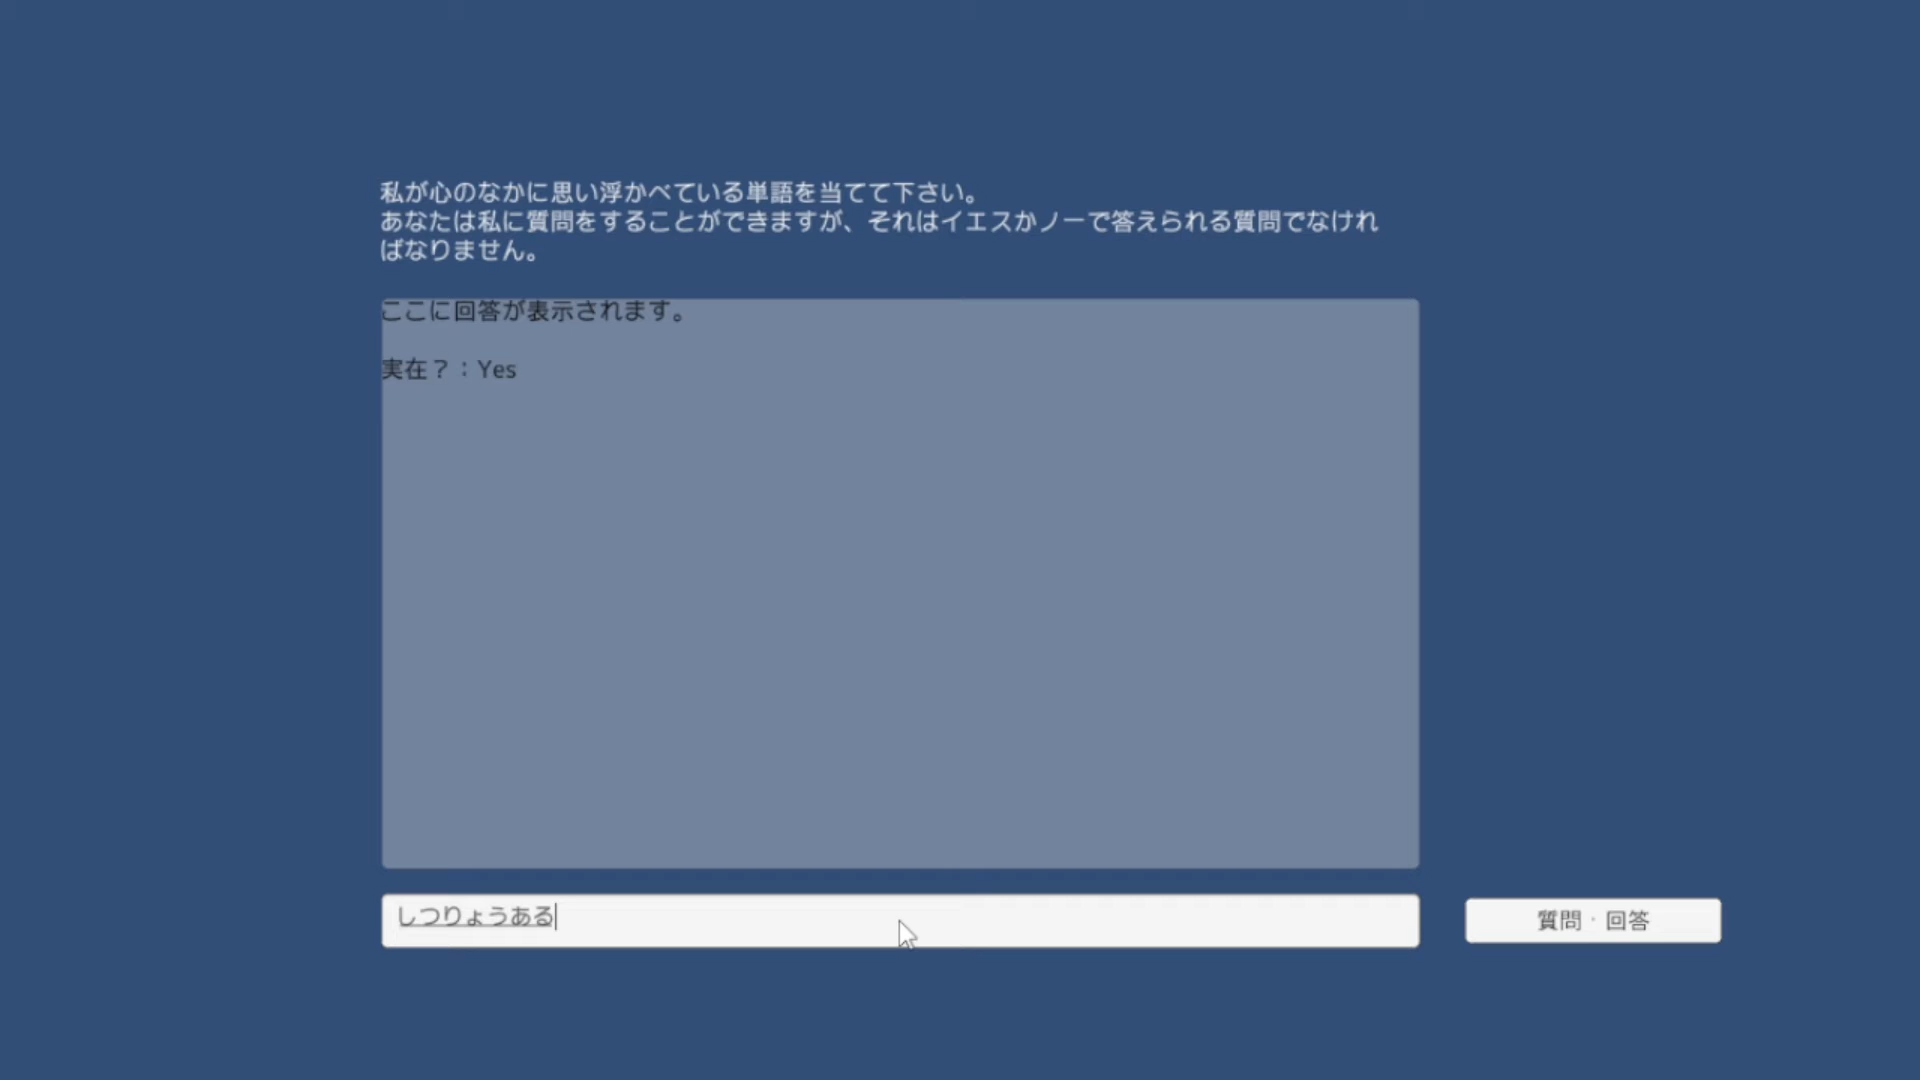 私が心のなかに思い浮かべている単語を当てて下さい。
あなたは私に質問をすることができますが、それはイエスかノーで答えられる質問でなけれ
ばなりません。
ここに回答が表示されます。
実在？：Yes
しつりょうある
質問・回答